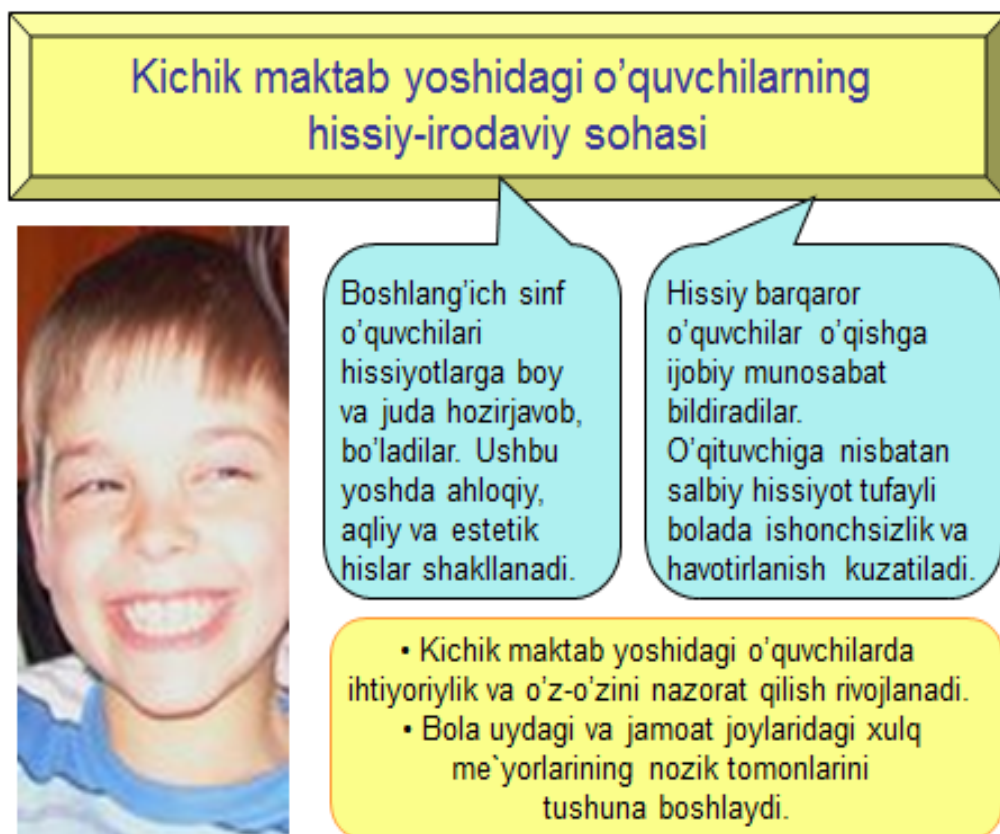 Kichik maktab yoshidagi o’quvchilarning
hissiy-irodaviy sohasi
Boshlang’ich sinf
o’quvchilari
hissiyotlarga boy
va juda hozirjavob,
bo’ladilar. Ushbu
yoshda ahloqiy,
aqliy va estetik
hislar shakllanadi.
Hissiy barqaror
o’quvchilar o’qishga
ijobiy munosabat
bildiradilar.
O’qituvchiga nisbatan
salbiy hissiyot tufayli
bolada ishonchsizlik va
havotirlanish kuzatiladi.
• Kichik maktab yoshidagi o’quvchilarda
ihtiyoriylik va o’z-o’zini nazorat qilish rivojlanadi.
• Bola uydagi va jamoat joylaridagi xulq
me`yorlarining nozik tomonlarini
tushuna boshlaydi.